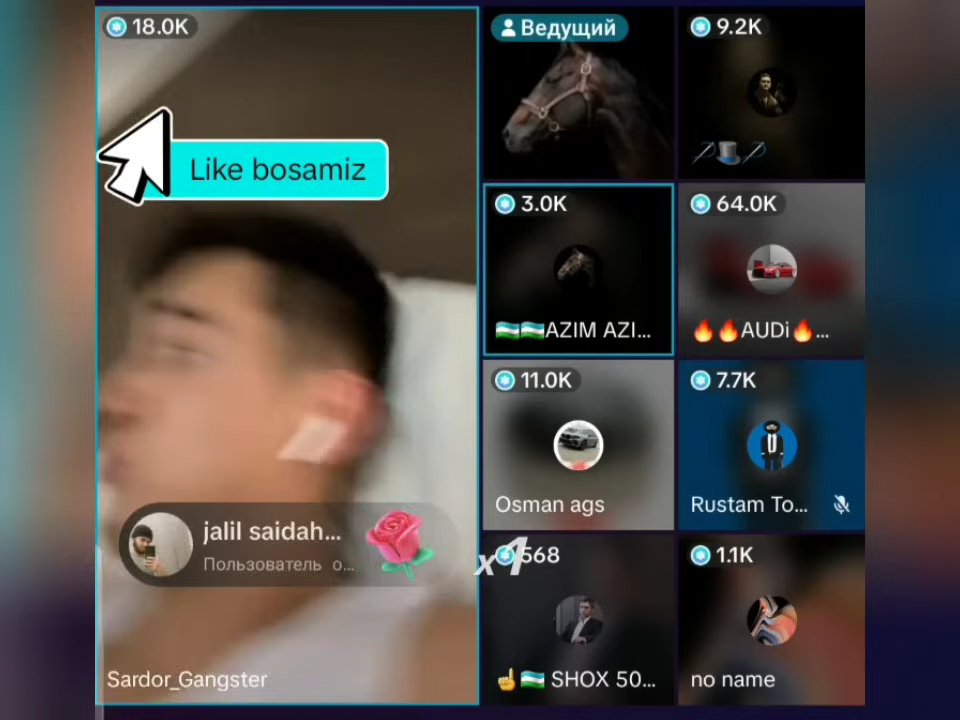 18.0K
Like bosamiz
jalil saidah...
Пользователь о...
Sardor_Gangster
Ведущий
9.2K
3.0K
🇺🇿🇺🇿AZIM AZI...
64.0K
🔥🔥AUDi🔥...
11.0K
Osman ags
7.7K
Rustam To...
x1
568
☝️🇺🇿 SHOX 50...
1.1K
no name